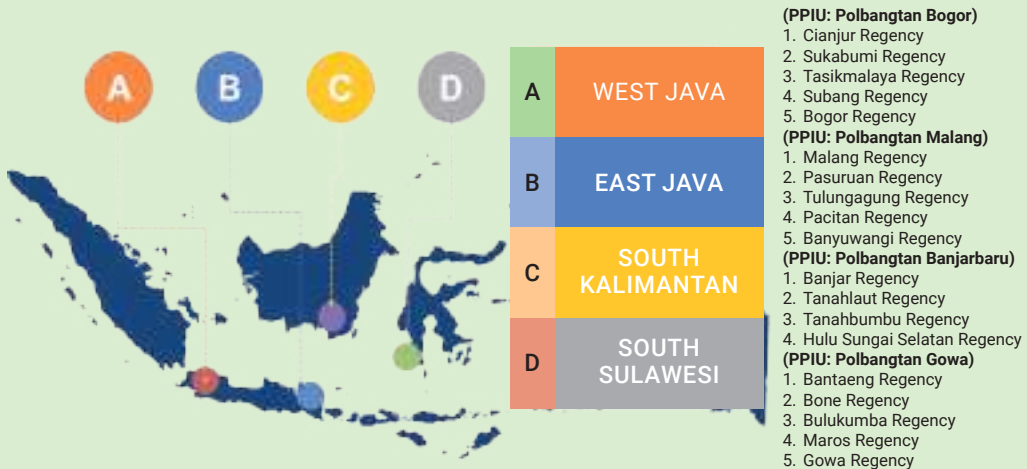 A
B
C
D
A
WEST JAVA
B
EAST JAVA
C
SOUTH
KALIMANTAN
D
SOUTH
SULAWESI
(PPIU: Polbangtan Bogor)
1. Cianjur Regency
2. Sukabumi Regency
3. Tasikmalaya Regency
4. Subang Regency
5. Bogor Regency
(PPIU: Polbangtan Malang)
1. Malang Regency
2. Pasuruan Regency
3. Tulungagung Regency
4. Pacitan Regency
5. Banyuwangi Regency
(PPIU: Polbangtan Banjarbaru)
1. Banjar Regency
2. Tanahlaut Regency
3. Tanahbumbu Regency
4. Hulu Sungai Selatan Regency
(PPIU: Polbangtan Gowa)
1. Bantaeng Regency
2. Bone Regency
3. Bulukumba Regency
4. Maros Regency
5. Gowa Regency